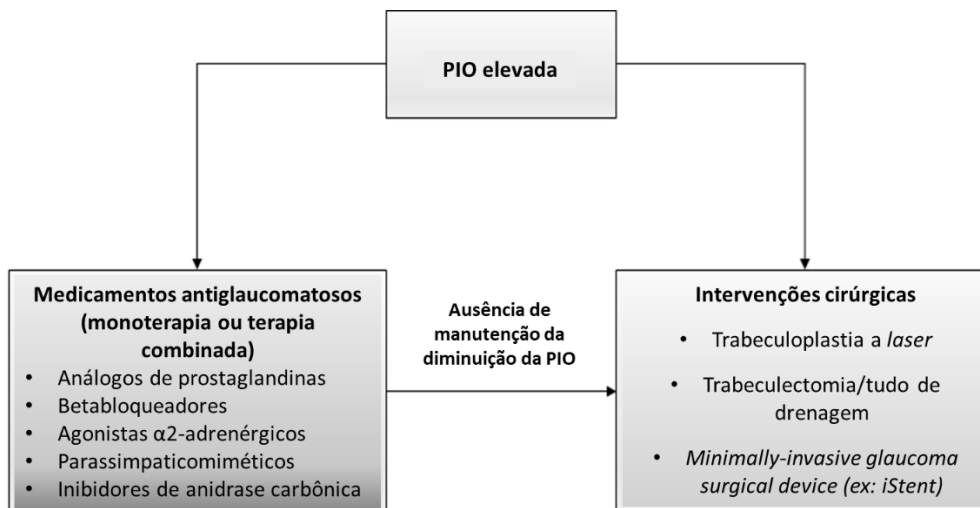 PIO elevada
Medicamentos antiglaucomatosos
(monoterapia ou terapia
combinada)
• Análogos de prostaglandinas
• Betabloqueadores
• Agonistas α2-adrenérgicos
• Parassimpaticomiméticos
• Inibidores de anidrase carbônica
Ausência de
manutenção da
diminuição da PIO
Intervenções cirúrgicas
• Trabeculoplastia a laser
• Trabeculectomia/tudo de
drenagem
• Minimally-invasive glaucoma
surgical device (ex: iStent)